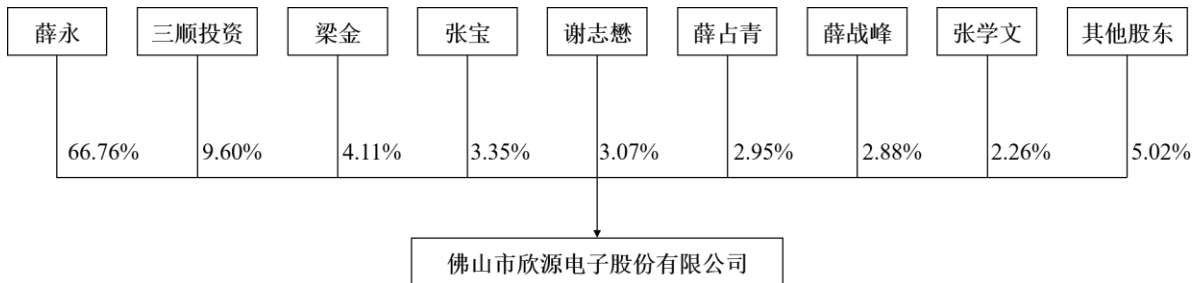 薛永 三顺投资 梁金 张宝 谢志懋 薛占青 薛战峰 张学文 其他股东
66.76% 9.60% 4.11% 3.35% 3.07% 2.95% 2.88% 2.26% 5.02%
佛山市欣源电子股份有限公司